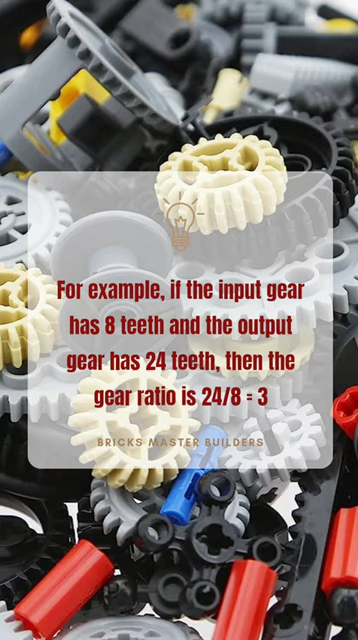 For example, if the input gear
has 8 teeth and the output
gear has 24 teeth, then the
gear ratio is 24/8 = 3
BRICKS MASTER BUILDERS